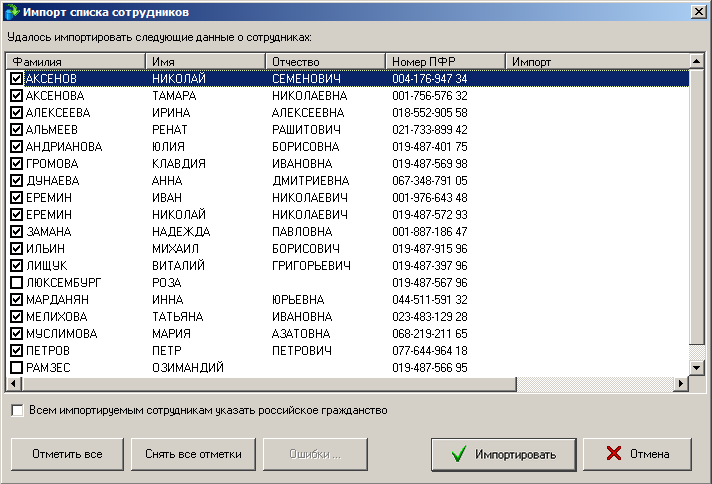 Импорт списка сотрудников
Удалось импортировать следующие данные о сотрудниках:
Фамилия Имя Отчество Номер ПФР Импорт
АКСЕНОВ НИКОЛАЙ СЕМЕНОВИЧ 004-176-947 34
АКСЕНОВА ТАМАРА НИКОЛАЕВНА 001-756-576 32
АЛЕКСЕЕВА ИРИНА АЛЕКСЕЕВНА 018-552-905 58
АЛЬМЕЕВ РЕНАТ РАШИТОВИЧ 021-733-899 42
АНДРИАНОВА ЮЛИЯ БОРИСОВНА 019-487-401 75
ГРОМОВА КЛАВДИЯ ИВАНОВНА 019-487-569 98
ДУНАЕВА АННА ДМИТРИЕВНА 067-348-791 05
ЕРЕМИН ИВАН НИКОЛАЕВИЧ 001-976-643 48
ЕРЕМИН НИКОЛАЙ НИКОЛАЕВИЧ 019-487-572 93
ЗАМАНА НАДЕЖДА ПАВЛОВНА 001-887-186 47
ИЛЬИН МИХАИЛ БОРИСОВИЧ 019-487-915 96
ЛИЩУК ВИТАЛИЙ ГРИГОРЬЕВИЧ 019-487-397 96
ЛЮКСЕМБУРГ РОЗА 019-487-567 96
МАРДАНЯН ИННА ЮРЬЕВНА 044-511-591 32
МЕЛИХОВА ТАТЬЯНА ИВАНОВНА 023-483-129 28
МУСЛИМОВА МАРИЯ АЗАТОВНА 068-219-211 65
ПЕТРОВ ПЕТР ПЕТРОВИЧ 077-644-964 18
РАМЗЕС ОЗИМАНДИЙ 019-487-566 95
Всем импортируемым сотрудникам указать российское гражданство
Отметить все Снять все отметки Ошибки ... Импортировать Отмена